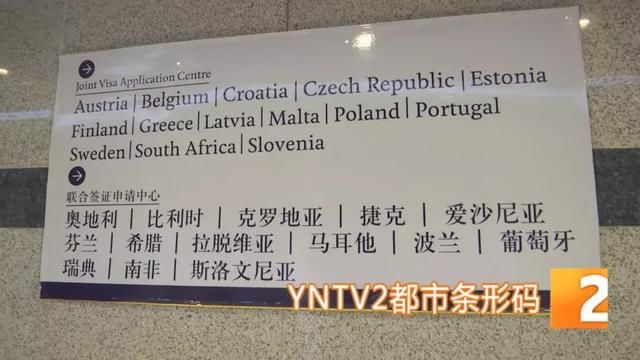 Joint Visa Application Centre
Austria | Belgium | Croatia | Czech Republic | Estonia
Finland | Greece | Latvia | Malta | Poland | Portugal
Sweden | South Africa | Slovenia
联合签证申请中心
奥地利 | 比利时 | 克罗地亚 | 捷克 | 爱沙尼亚
芬兰 | 希腊 | 拉脱维亚 | 马耳他 | 波兰 | 葡萄牙
瑞典 | 南非 | 斯洛文尼亚
YNTV2都市条形码 2